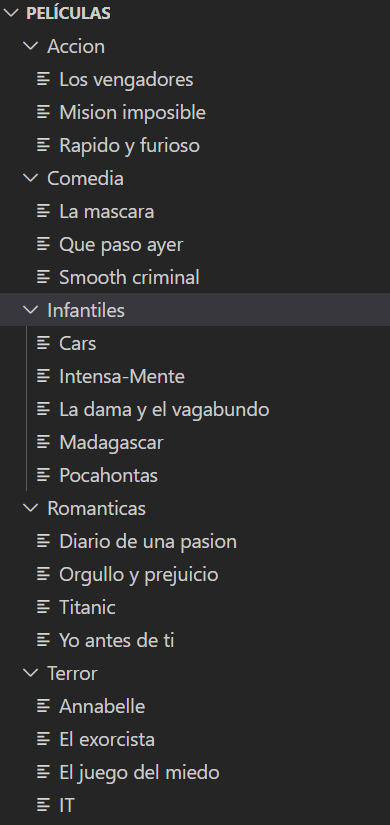 PELÍCULAS
Accion
Los vengadores
Mision imposible
Rapido y furioso
Comedia
La mascara
Que paso ayer
Smooth criminal
Infantiles
Cars
Intensa-Mente
La dama y el vagabundo
Madagascar
Pocahontas
Romanticas
Diario de una pasion
Orgullo y prejuicio
Titanic
Yo antes de ti
Terror
Annabelle
El exorcista
El juego del miedo
IT